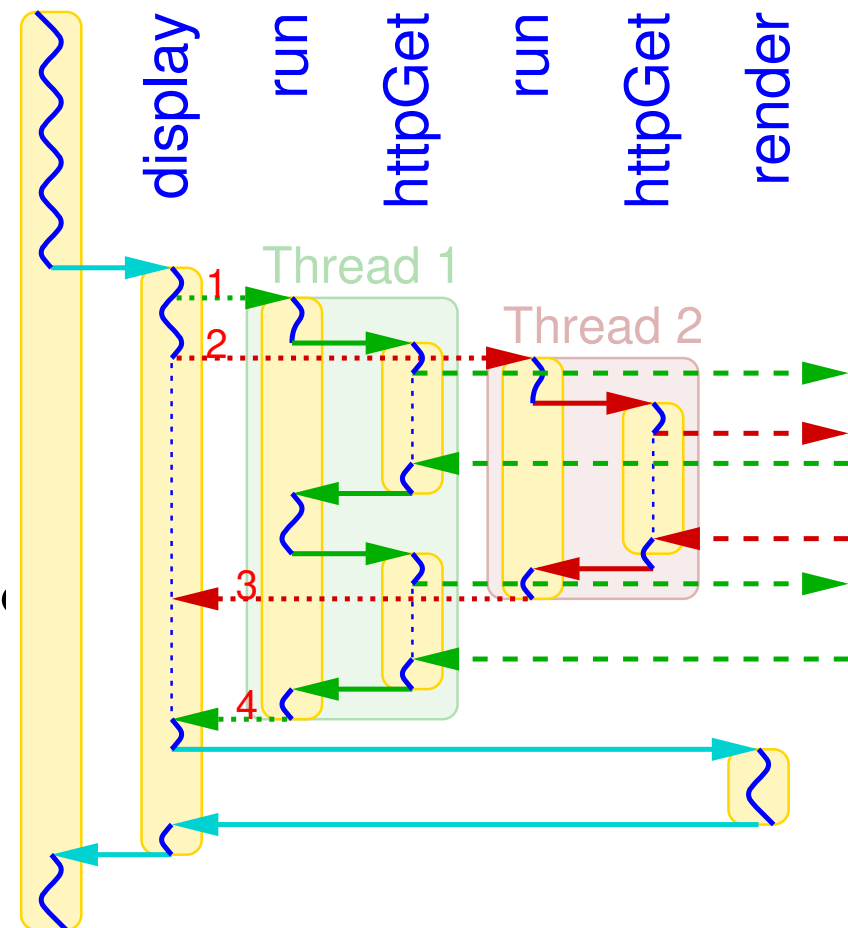 display
run
httpGet
run
httpGet
render
Thread 1
1
Thread 2
2
3
4